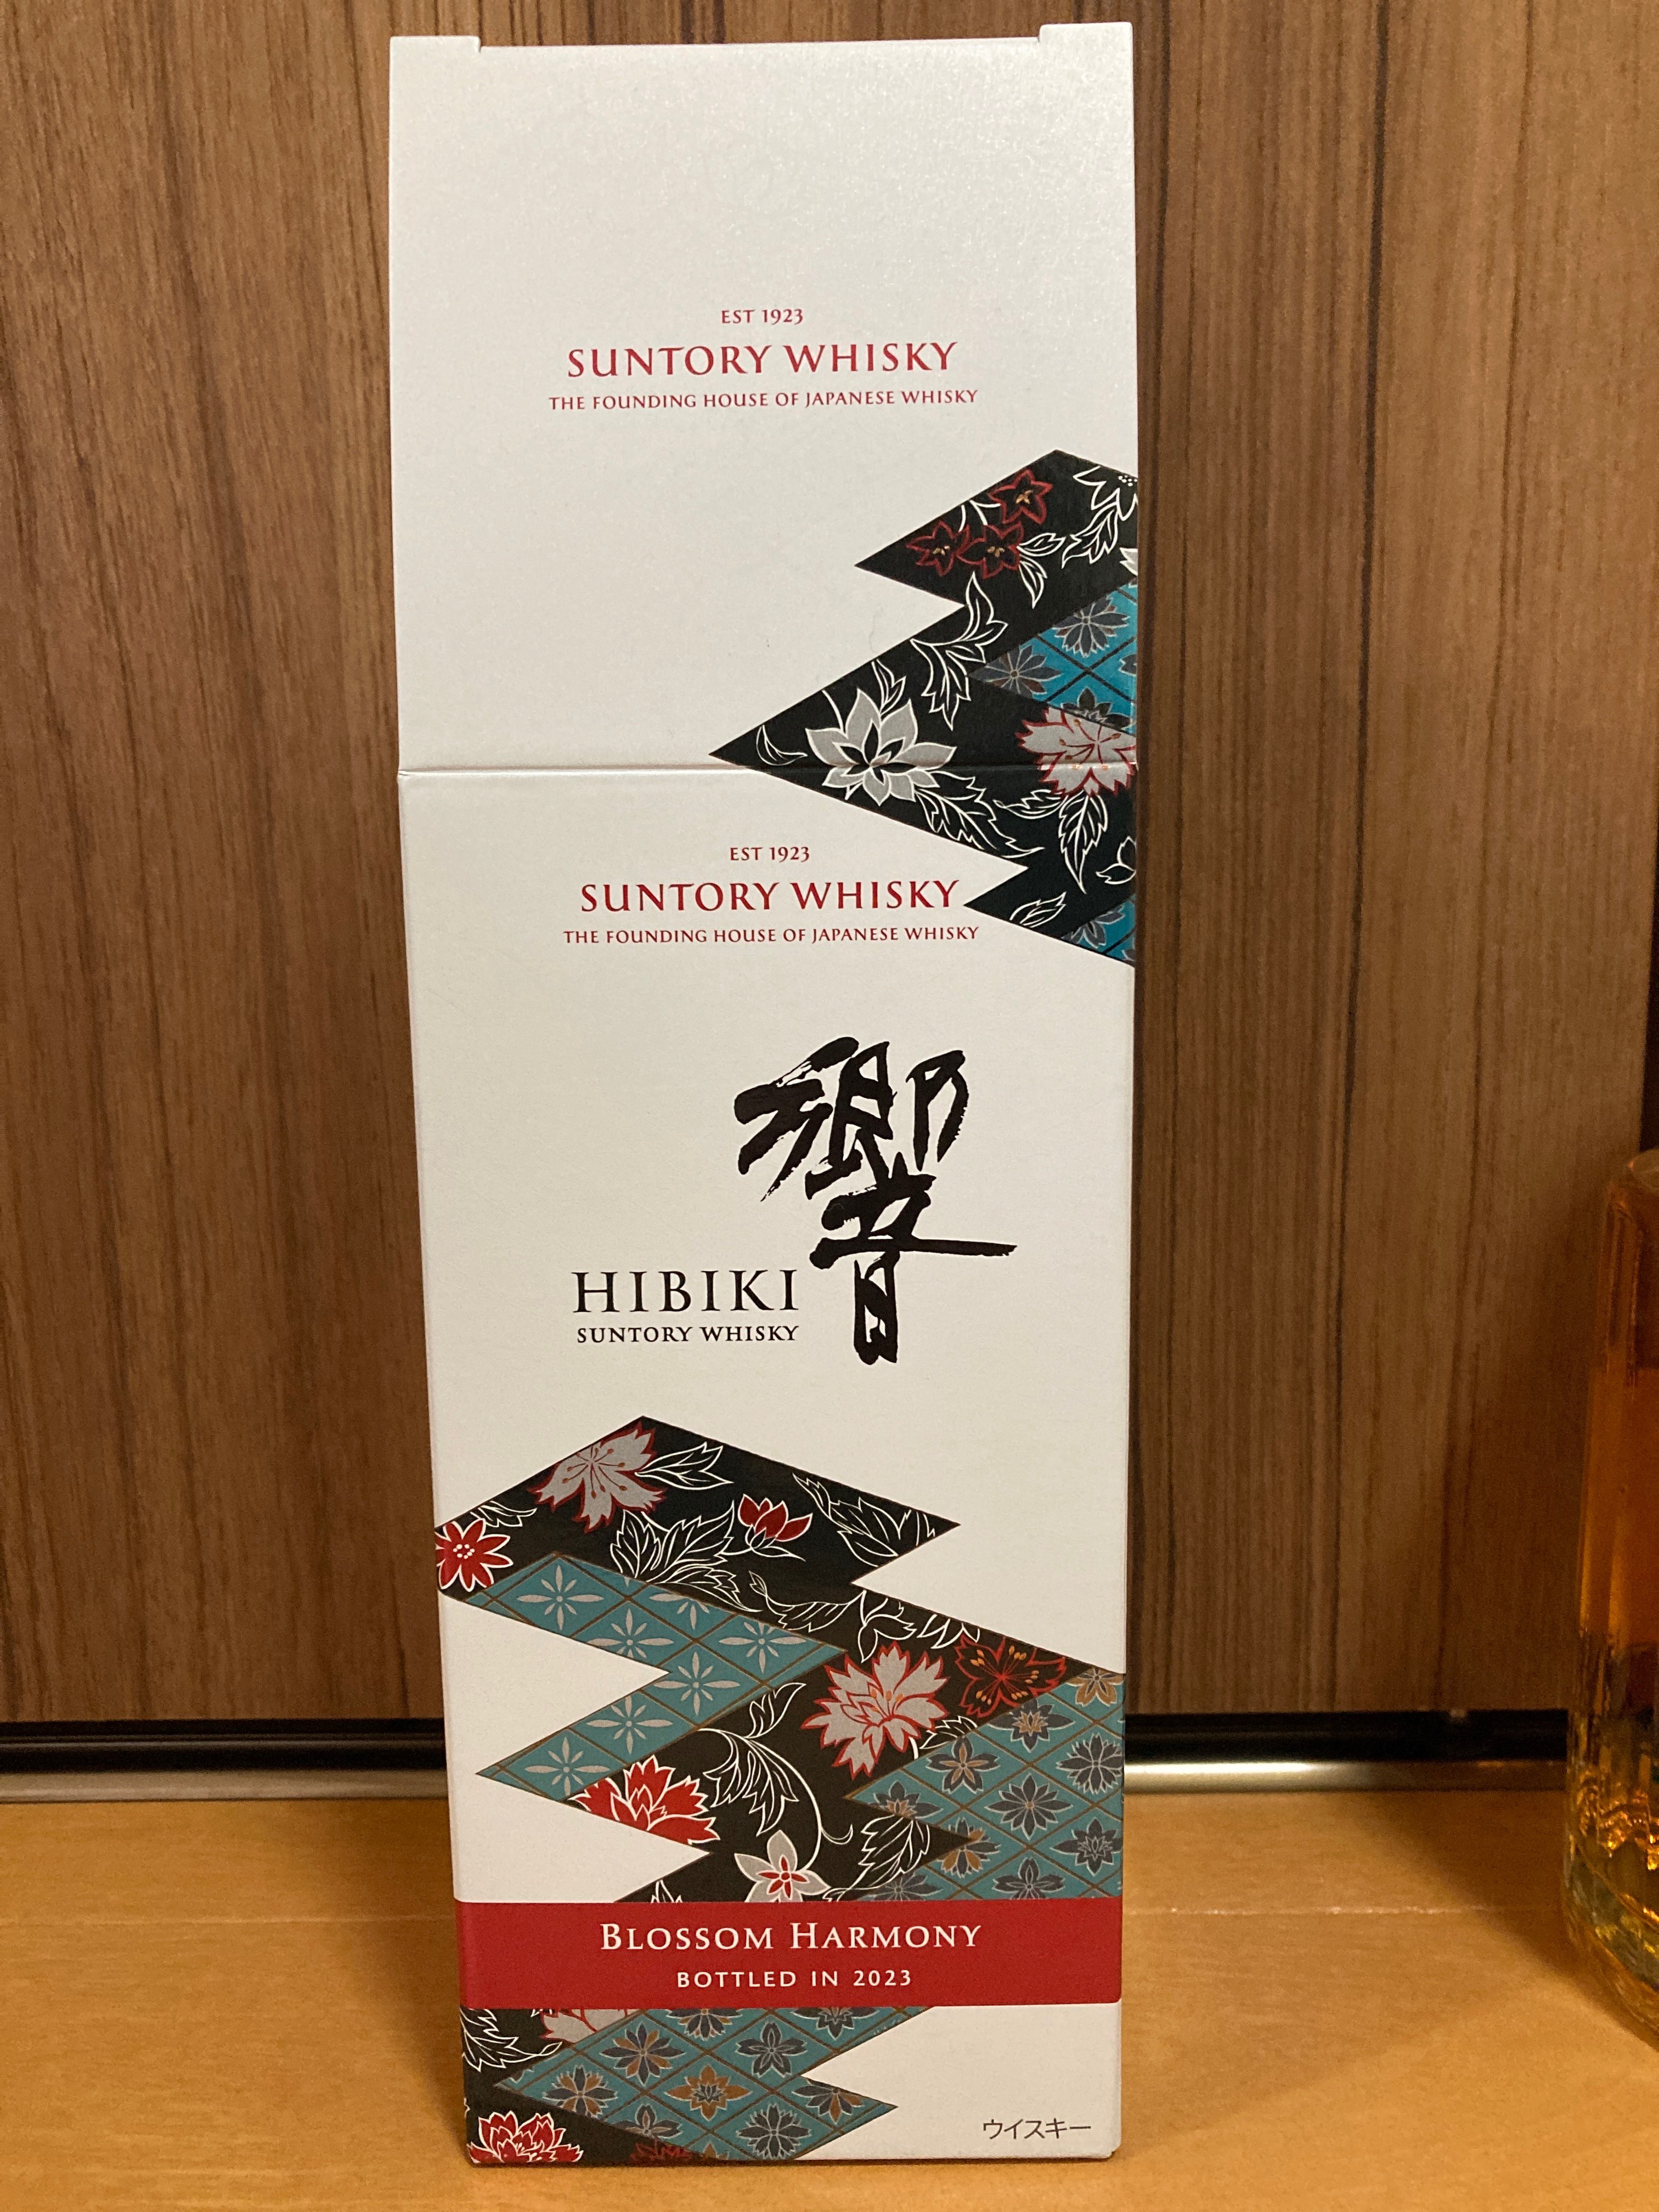 EST 1923
SUNTORY WHISKY
THE FOUNDING HOUSE OF JAPANESE WHISKY
EST 1923
SUNTORY WHISKY
THE FOUNDING HOUSE OF JAPANESE WHISKY
響
HIBIKI
SUNTORY WHISKY
BLOSSOM HARMONY
BOTTLED IN 2023
ウイスキー